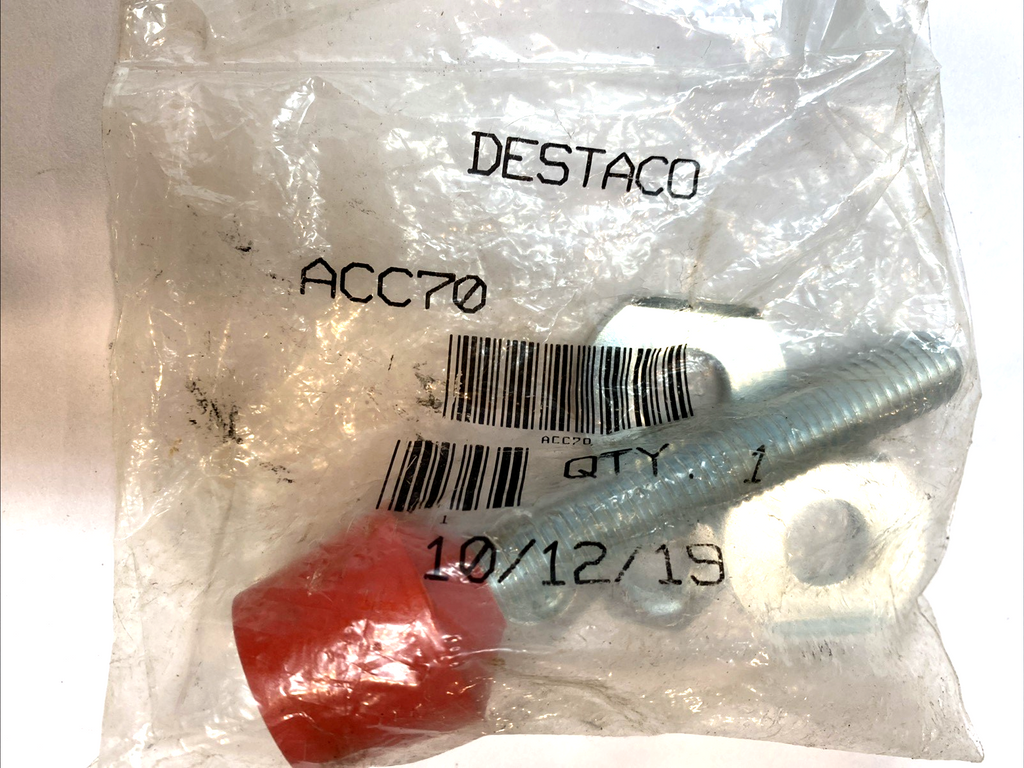 DESTACO
ACC70
ACC70
QTY. 1
1
10/12/19